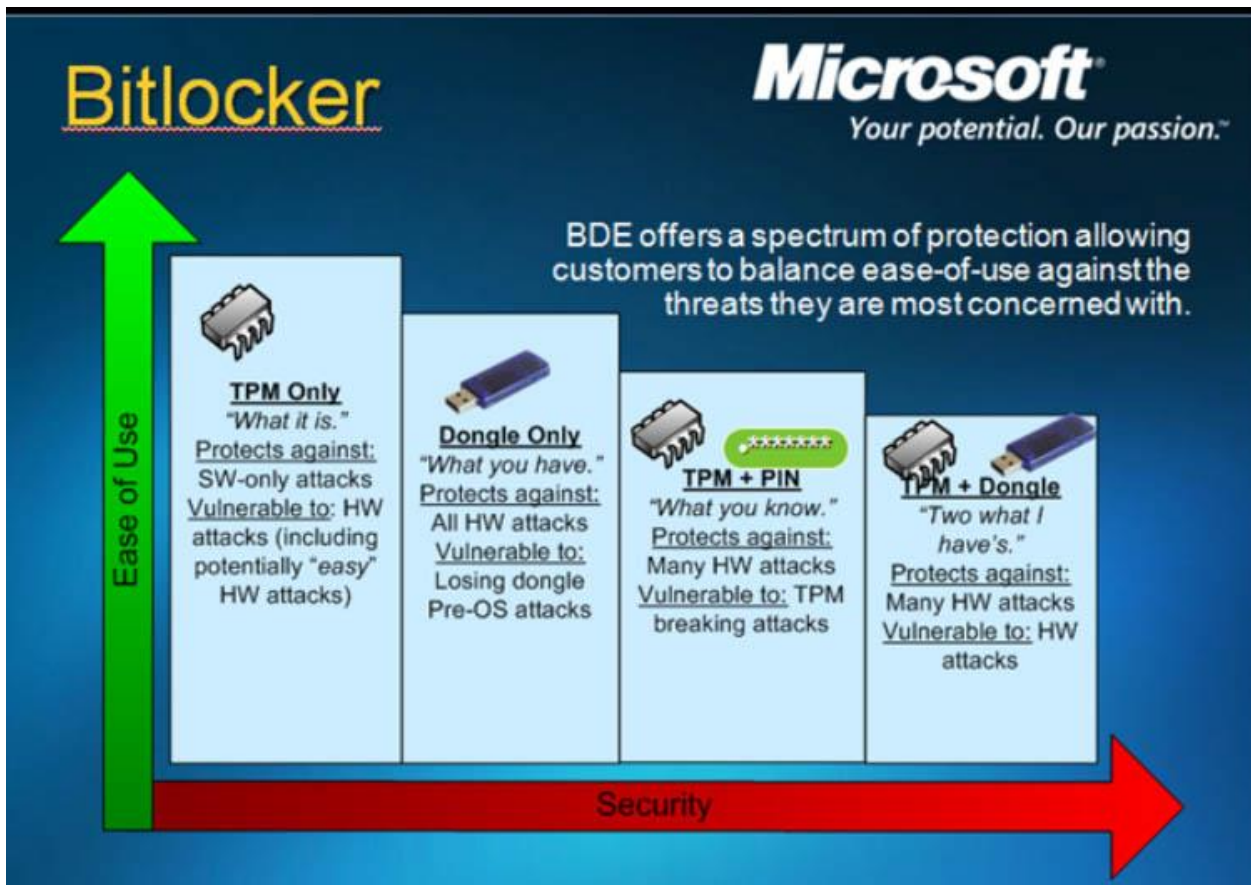 Bitlocker
Microsoft®
Your potential. Our passion.™
BDE offers a spectrum of protection allowing
customers to balance ease-of-use against the
threats they are most concerned with.
Ease of Use
TPM Only
"What it is."
Protects against:
SW-only attacks
Vulnerable to: HW
attacks (including
potentially "easy"
HW attacks)
Dongle Only
"What you have."
Protects against:
All HW attacks
Vulnerable to:
Losing dongle
Pre-OS attacks
*******
TPM + PIN
"What you know."
Protects against:
Many HW attacks
Vulnerable to: TPM
breaking attacks
TPM + Dongle
"Two what I
have's."
Protects against:
Many HW attacks
Vulnerable to: HW
attacks
Security